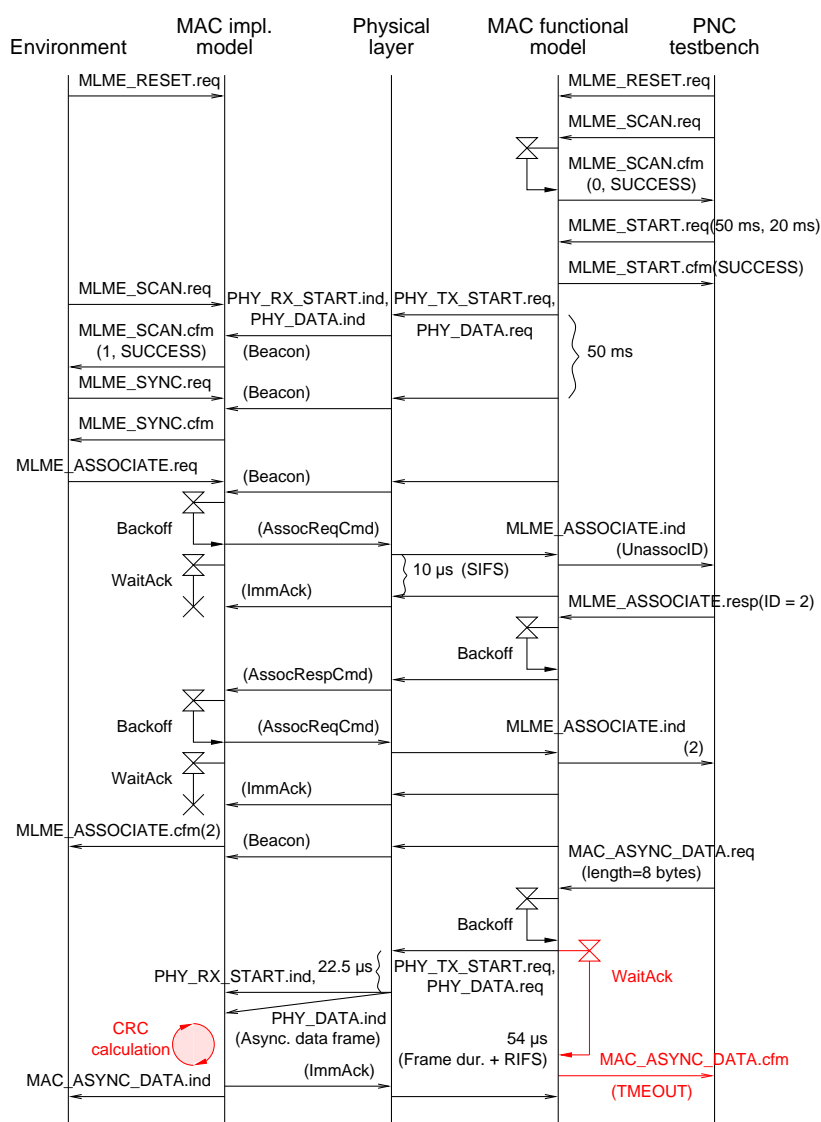 Environment
MAC impl.
model
Physical
layer
MAC functional
model
PNC
testbench
MLME_RESET.req
MLME_RESET.req
MLME_SCAN.req
MLME_SCAN.cfm
(0, SUCCESS)
MLME_START.req(50 ms, 20 ms)
MLME_START.cfm(SUCCESS)
MLME_SCAN.req
PHY_RX_START.ind,
PHY_DATA.ind
PHY_TX_START.req,
PHY_DATA.req
MLME_SCAN.cfm
(1, SUCCESS)
(Beacon)
50 ms
MLME_SYNC.req
(Beacon)
MLME_SYNC.cfm
MLME_ASSOCIATE.req
(Beacon)
Backoff
(AssocReqCmd)
MLME_ASSOCIATE.ind
(UnassocID)
WaitAck
10 µs (SIFS)
(ImmAck)
MLME_ASSOCIATE.resp(ID = 2)
Backoff
(AssocRespCmd)
Backoff
(AssocReqCmd)
MLME_ASSOCIATE.ind
(2)
WaitAck
(ImmAck)
MLME_ASSOCIATE.cfm(2)
(Beacon)
MAC_ASYNC_DATA.req
(length=8 bytes)
Backoff
PHY_RX_START.ind,
22.5 µs
PHY_TX_START.req,
PHY_DATA.req
WaitAck
PHY_DATA.ind
(Async. data frame)
CRC
calculation
54 µs
(Frame dur. + RIFS)
MAC_ASYNC_DATA.cfm
(TMEOUT)
MAC_ASYNC_DATA.ind
(ImmAck)